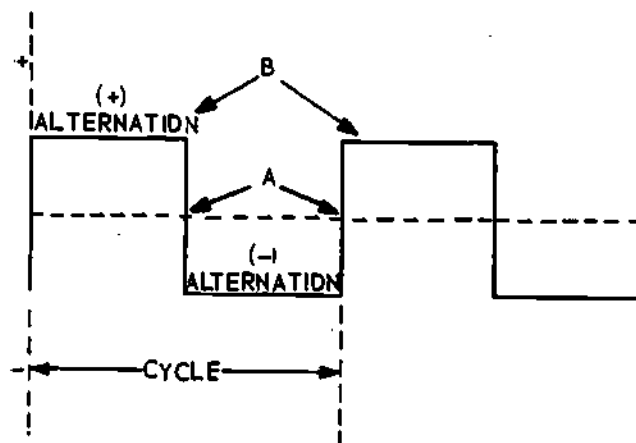 +
B
(+)
ALTERNATION
A
(-)
ALTERNATION
-
CYCLE